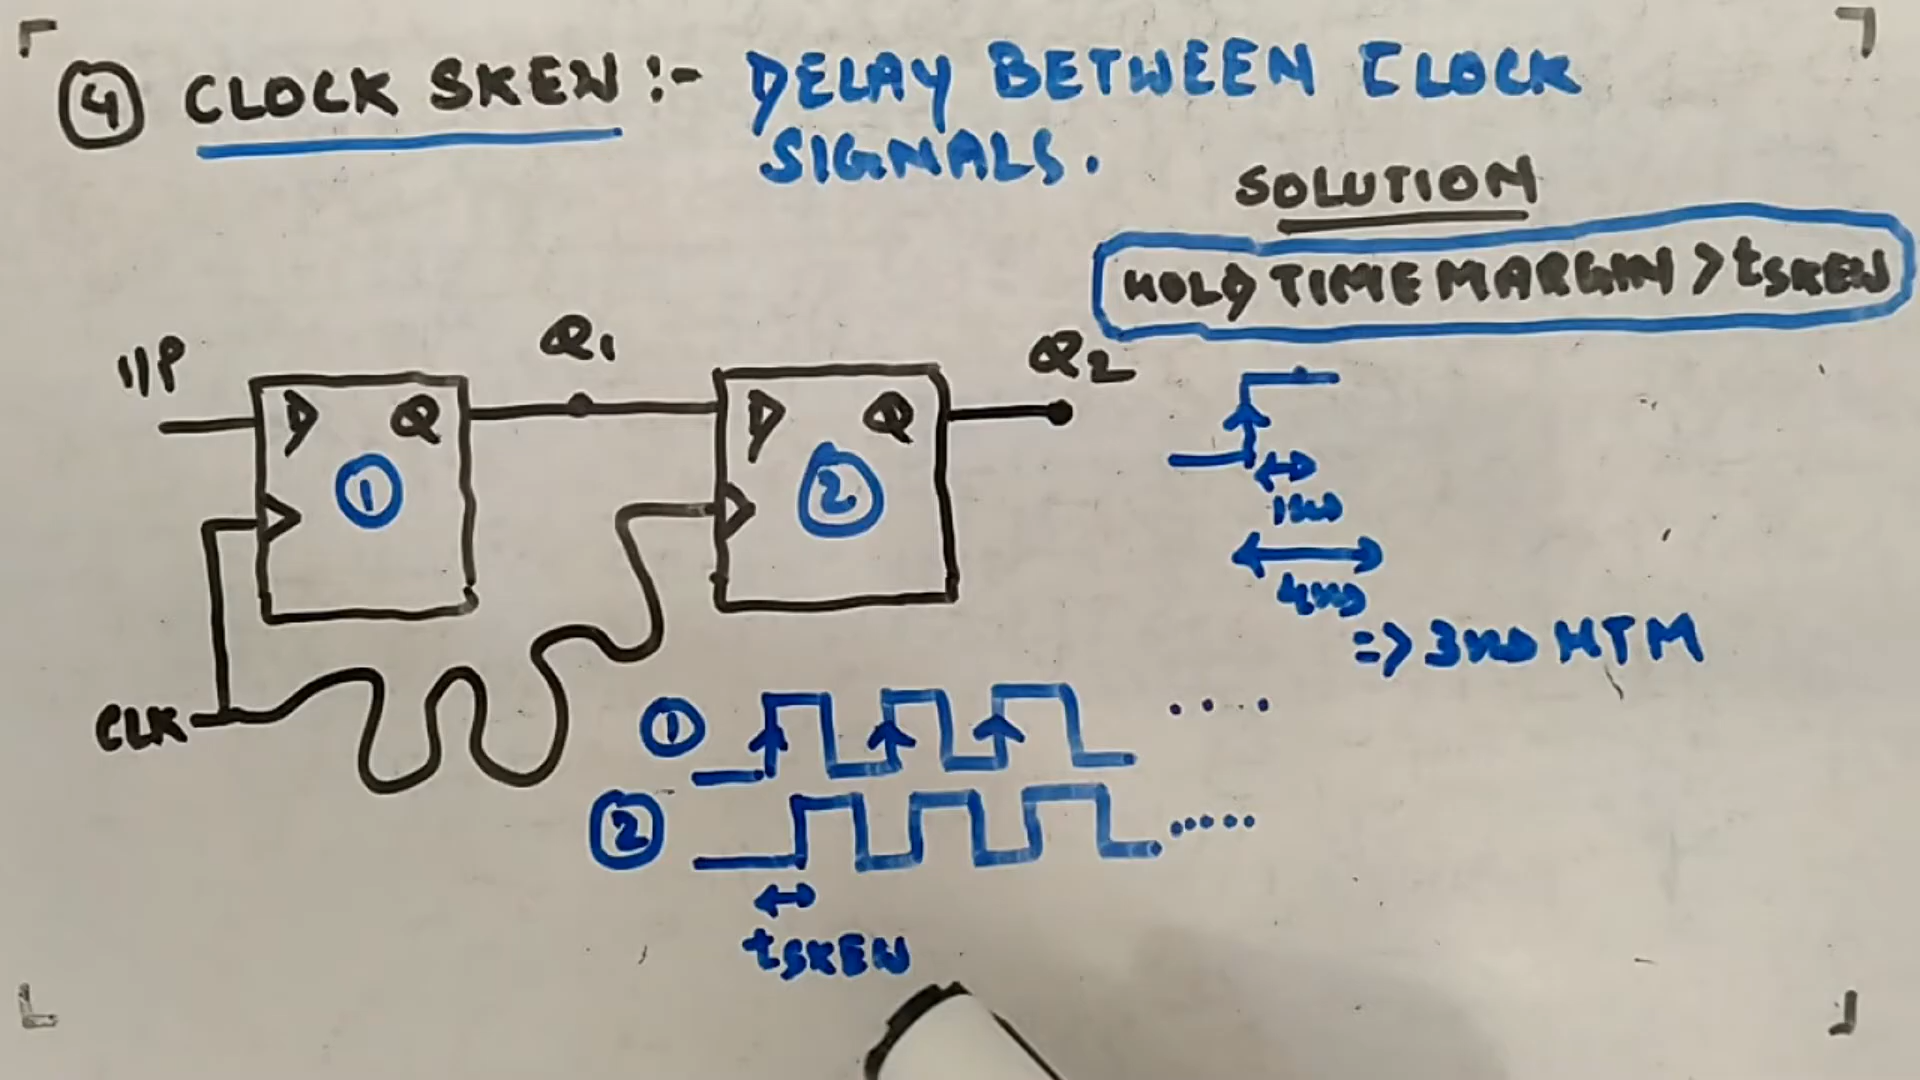 4 CLOCK SKEW :- DELAY BETWEEN CLOCK
SIGNALS.
SOLUTION
HOLD TIME MARGIN > tSKEW
I/P
D Q
1
Q1
D Q
2
Q2
CLK
1ns
4ns
=> 3ns HTM
1
2
tSKEW